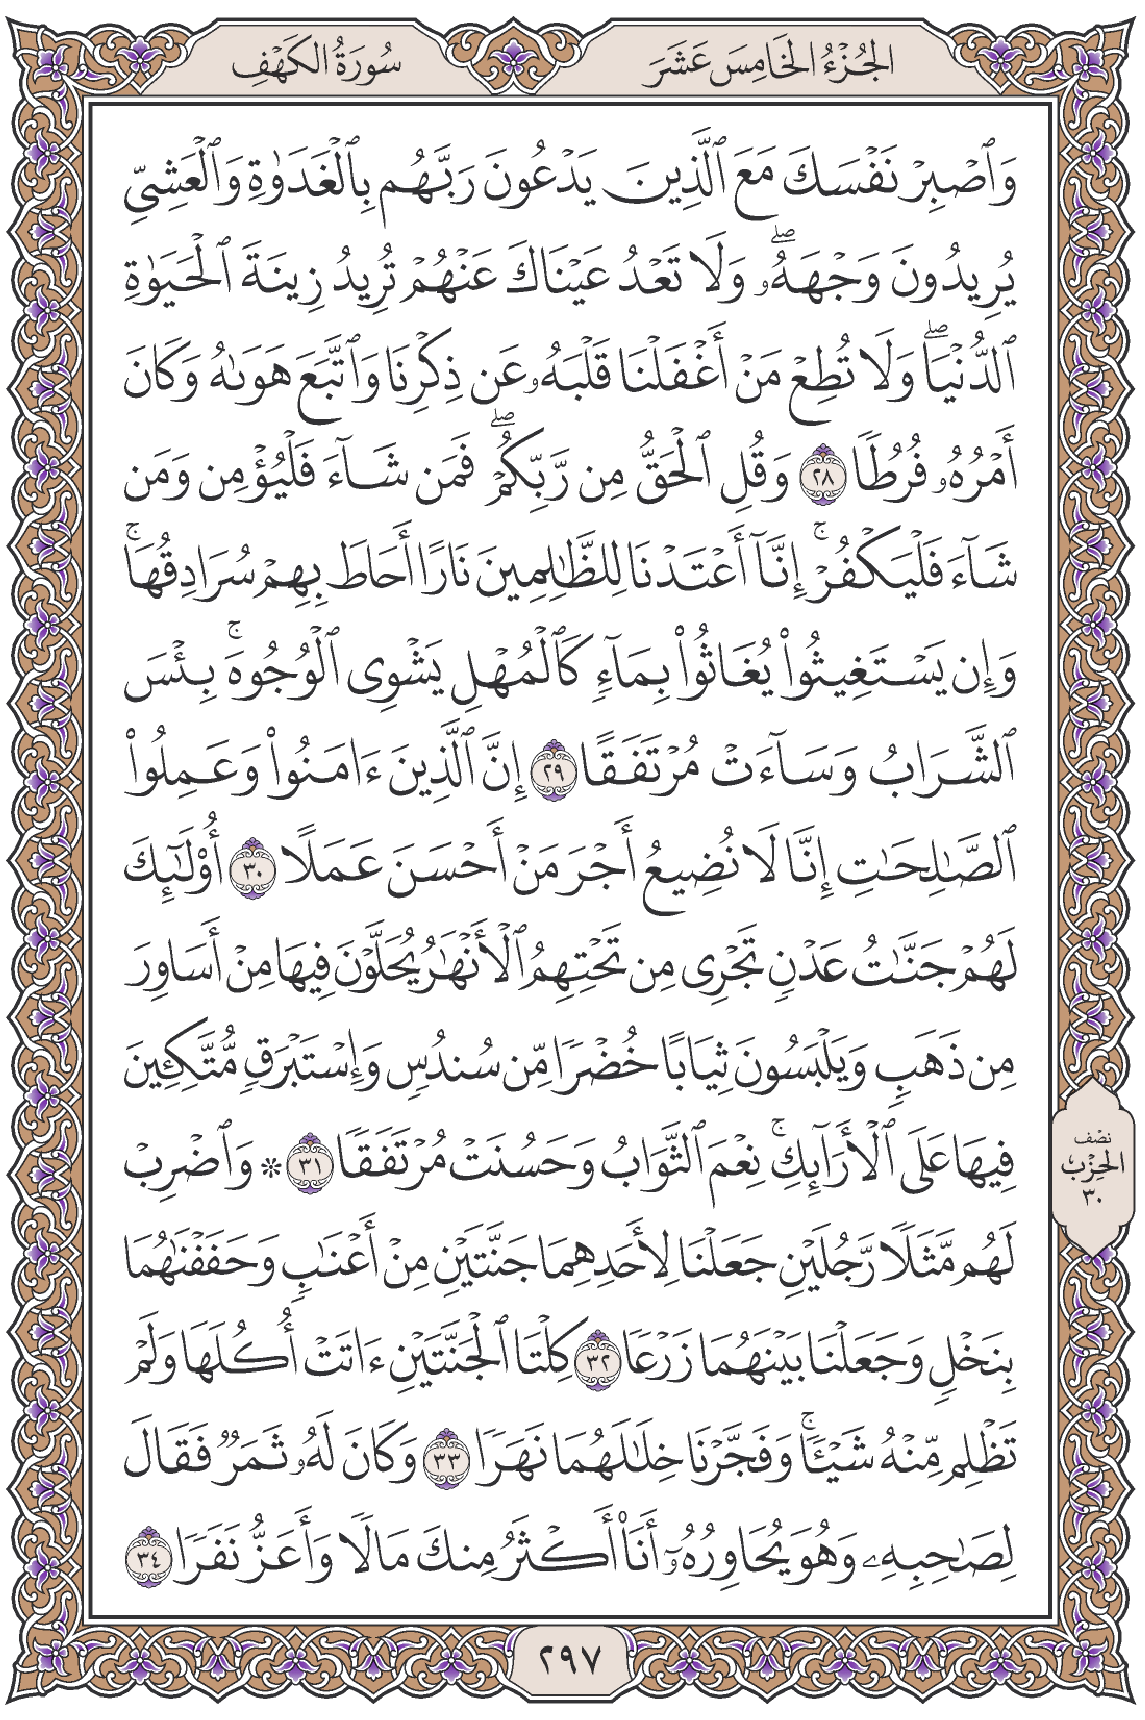 الجُزْءُ الخَامِسَ عَشَرَ
سُورَةُ الكَهْفِ
وَٱصْبِرْ نَفْسَكَ مَعَ ٱلَّذِينَ يَدْعُونَ رَبَّهُم بِٱلْغَدَوٰةِ وَٱلْعَشِىِّ
يُرِيدُونَ وَجْهَهُۥۖ وَلَا تَعْدُ عَيْنَاكَ عَنْهُمْ تُرِيدُ زِينَةَ ٱلْحَيَوٰةِ
ٱلدُّنْيَاۖ وَلَا تُطِعْ مَنْ أَغْفَلْنَا قَلْبَهُۥ عَن ذِكْرِنَا وَٱتَّبَعَ هَوَىٰهُ وَكَانَ
أَمْرُهُۥ فُرُطًا ٢٨ وَقُلِ ٱلْحَقُّ مِن رَّبِّكُمْۖ فَمَن شَآءَ فَلْيُؤْمِن وَمَن
شَآءَ فَلْيَكْفُرْۚ إِنَّآ أَعْتَدْنَا لِلظَّٰلِمِينَ نَارًا أَحَاطَ بِهِمْ سُرَادِقُهَاۚ
وَإِن يَسْتَغِيثُوا۟ يُغَاثُوا۟ بِمَآءٍ كَٱلْمُهْلِ يَشْوِى ٱلْوُجُوهَۚ بِئْسَ
ٱلشَّرَابُ وَسَآءَتْ مُرْتَفَقًا ٢٩ إِنَّ ٱلَّذِينَ ءَامَنُوا۟ وَعَمِلُوا۟
ٱلصَّٰلِحَٰتِ إِنَّا لَا نُضِيعُ أَجْرَ مَنْ أَحْسَنَ عَمَلًا ٣٠ أُو۟لَٰٓئِكَ
لَهُمْ جَنَّٰتُ عَدْنٍ تَجْرِى مِن تَحْتِهِمُ ٱلْأَنْهَٰرُ يُحَلَّوْنَ فِيهَا مِنْ أَسَاوِرَ
مِن ذَهَبٍ وَيَلْبَسُونَ ثِيَابًا خُضْرًا مِّن سُندُسٍ وَإِسْتَبْرَقٍ مُّتَّكِـِٔينَ
فِيهَا عَلَى ٱلْأَرَآئِكِۚ نِعْمَ ٱلثَّوَابُ وَحَسُنَتْ مُرْتَفَقًا ٣١ ۞ وَٱضْرِبْ
لَهُم مَّثَلًا رَّجُلَيْنِ جَعَلْنَا لِأَحَدِهِمَا جَنَّتَيْنِ مِنْ أَعْنَٰبٍ وَحَفَفْنَٰهُمَا
بِنَخْلٍ وَجَعَلْنَا بَيْنَهُمَا زَرْعًا ٣٢ كِلْتَا ٱلْجَنَّتَيْنِ ءَاتَتْ أُكُلَهَا وَلَمْ
تَظْلِم مِّنْهُ شَيْـًٔاۚ وَفَجَّرْنَا خِلَٰلَهُمَا نَهَرًا ٣٣ وَكَانَ لَهُۥ ثَمَرٌ فَقَالَ
لِصَٰحِبِهِۦ وَهُوَ يُحَاوِرُهُۥٓ أَنَا۠ أَكْثَرُ مِنكَ مَالًا وَأَعَزُّ نَفَرًا ٣٤
نصف
الحزب
٣٠
٢٩٧